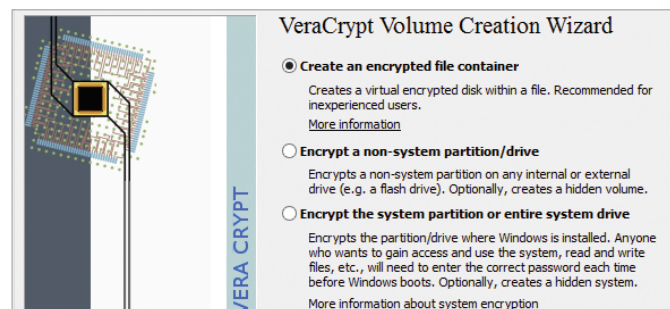 VeraCrypt Volume Creation Wizard
Create an encrypted file container
Creates a virtual encrypted disk within a file. Recommended for
inexperienced users.
More information
Encrypt a non-system partition/drive
Encrypts a non-system partition on any internal or external
drive (e.g. a flash drive). Optionally, creates a hidden volume.
Encrypt the system partition or entire system drive
Encrypts the partition/drive where Windows is installed. Anyone
who wants to gain access and use the system, read and write
files, etc., will need to enter the correct password each time
before Windows boots. Optionally, creates a hidden system.
More information about system encryption
VERA CRYPT